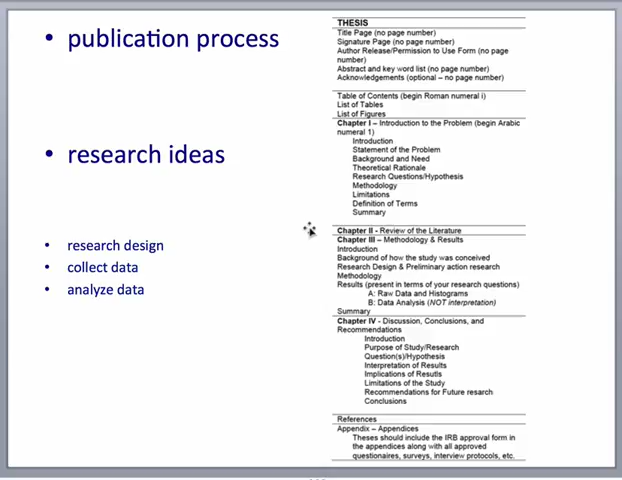 • publication process
• research ideas
• research design
• collect data
• analyze data
THESIS
Title Page (no page number)
Signature Page (no page number)
Author Release/Permission to Use Form (no page
number)
Abstract and key word list (no page number)
Acknowledgements (optional – no page number)
Table of Contents (begin Roman numeral i)
List of Tables
List of Figures
Chapter I – Introduction to the Problem (begin Arabic
numeral 1)
Introduction
Statement of the Problem
Background and Need
Theoretical Rationale
Research Questions/Hypothesis
Methodology
Limitations
Definition of Terms
Summary
Chapter II - Review of the Literature
Chapter III – Methodology & Results
Introduction
Background of how the study was conceived
Research Design & Preliminary action research
Methodology
Results (present in terms of your research questions)
A: Raw Data and Histograms
B: Data Analysis (NOT interpretation)
Summary
Chapter IV - Discussion, Conclusions, and
Recommendations
Introduction
Purpose of Study/Research
Question(s)/Hypothesis
Interpretation of Results
Implications of Resutls
Limitations of the Study
Recommendations for Future resarch
Conclusions
References
Appendix – Appendices
Theses should include the IRB approval form in
the appendices along with all approved
questionaires, surveys, interview protocols, etc.